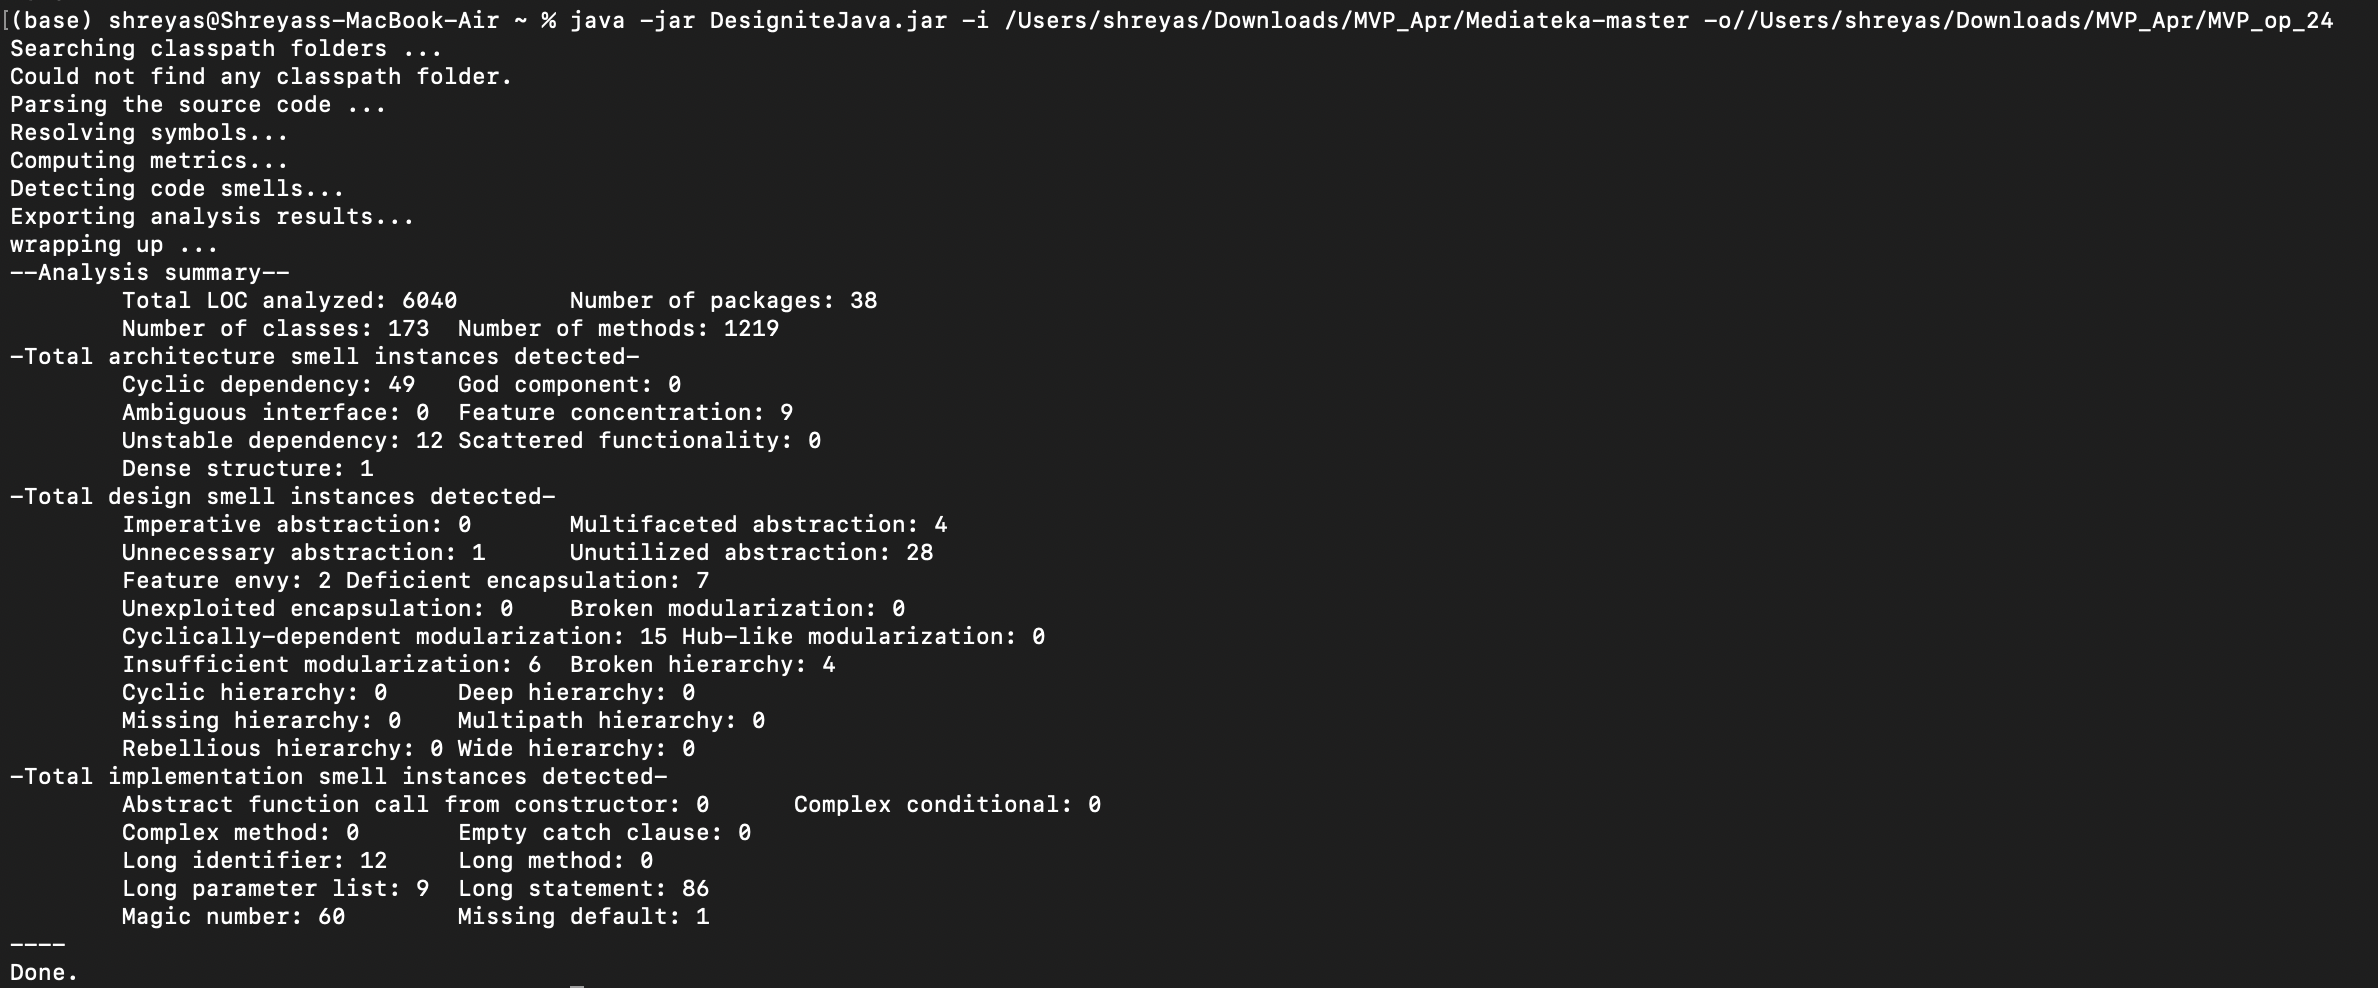 [(base) shreyas@Shreyass-MacBook-Air ~ % java -jar DesigniteJava.jar -i /Users/shreyas/Downloads/MVP_Apr/Mediateka-master -o//Users/shreyas/Downloads/MVP_Apr/MVP_op_24
Searching classpath folders ...
Could not find any classpath folder.
Parsing the source code ...
Resolving symbols...
Computing metrics...
Detecting code smells...
Exporting analysis results...
wrapping up ...
--Analysis summary--
Total LOC analyzed: 6040 Number of packages: 38
Number of classes: 173 Number of methods: 1219
-Total architecture smell instances detected-
Cyclic dependency: 49 God component: 0
Ambiguous interface: 0 Feature concentration: 9
Unstable dependency: 12 Scattered functionality: 0
Dense structure: 1
-Total design smell instances detected-
Imperative abstraction: 0 Multifaceted abstraction: 4
Unnecessary abstraction: 1 Unutilized abstraction: 28
Feature envy: 2 Deficient encapsulation: 7
Unexploited encapsulation: 0 Broken modularization: 0
Cyclically-dependent modularization: 15 Hub-like modularization: 0
Insufficient modularization: 6 Broken hierarchy: 4
Cyclic hierarchy: 0 Deep hierarchy: 0
Missing hierarchy: 0 Multipath hierarchy: 0
Rebellious hierarchy: 0 Wide hierarchy: 0
-Total implementation smell instances detected-
Abstract function call from constructor: 0 Complex conditional: 0
Complex method: 0 Empty catch clause: 0
Long identifier: 12 Long method: 0
Long parameter list: 9 Long statement: 86
Magic number: 60 Missing default: 1
----
Done.